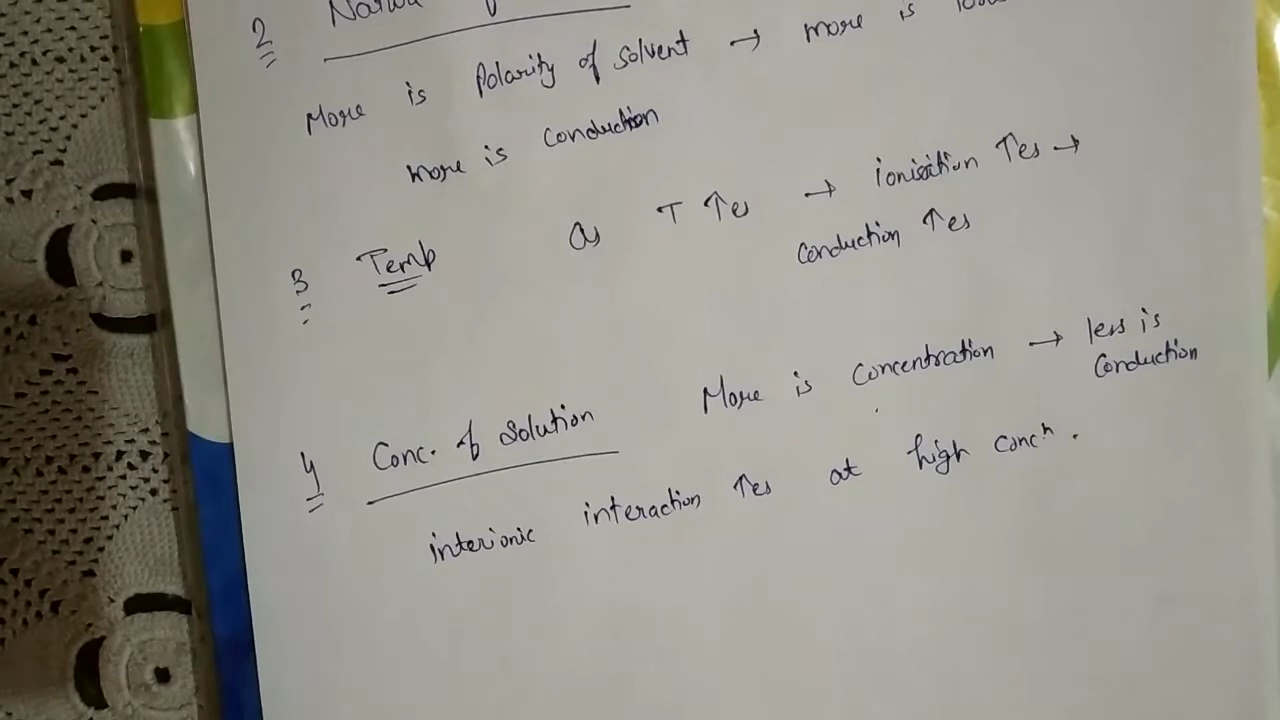 2
More is Polarity of solvent → more is
more is conduction
3 Temp as T ↑es → ionisation ↑es →
conduction ↑es
4 Conc. of solution More is concentration → less is
conduction
interionic interaction ↑es at high concn.